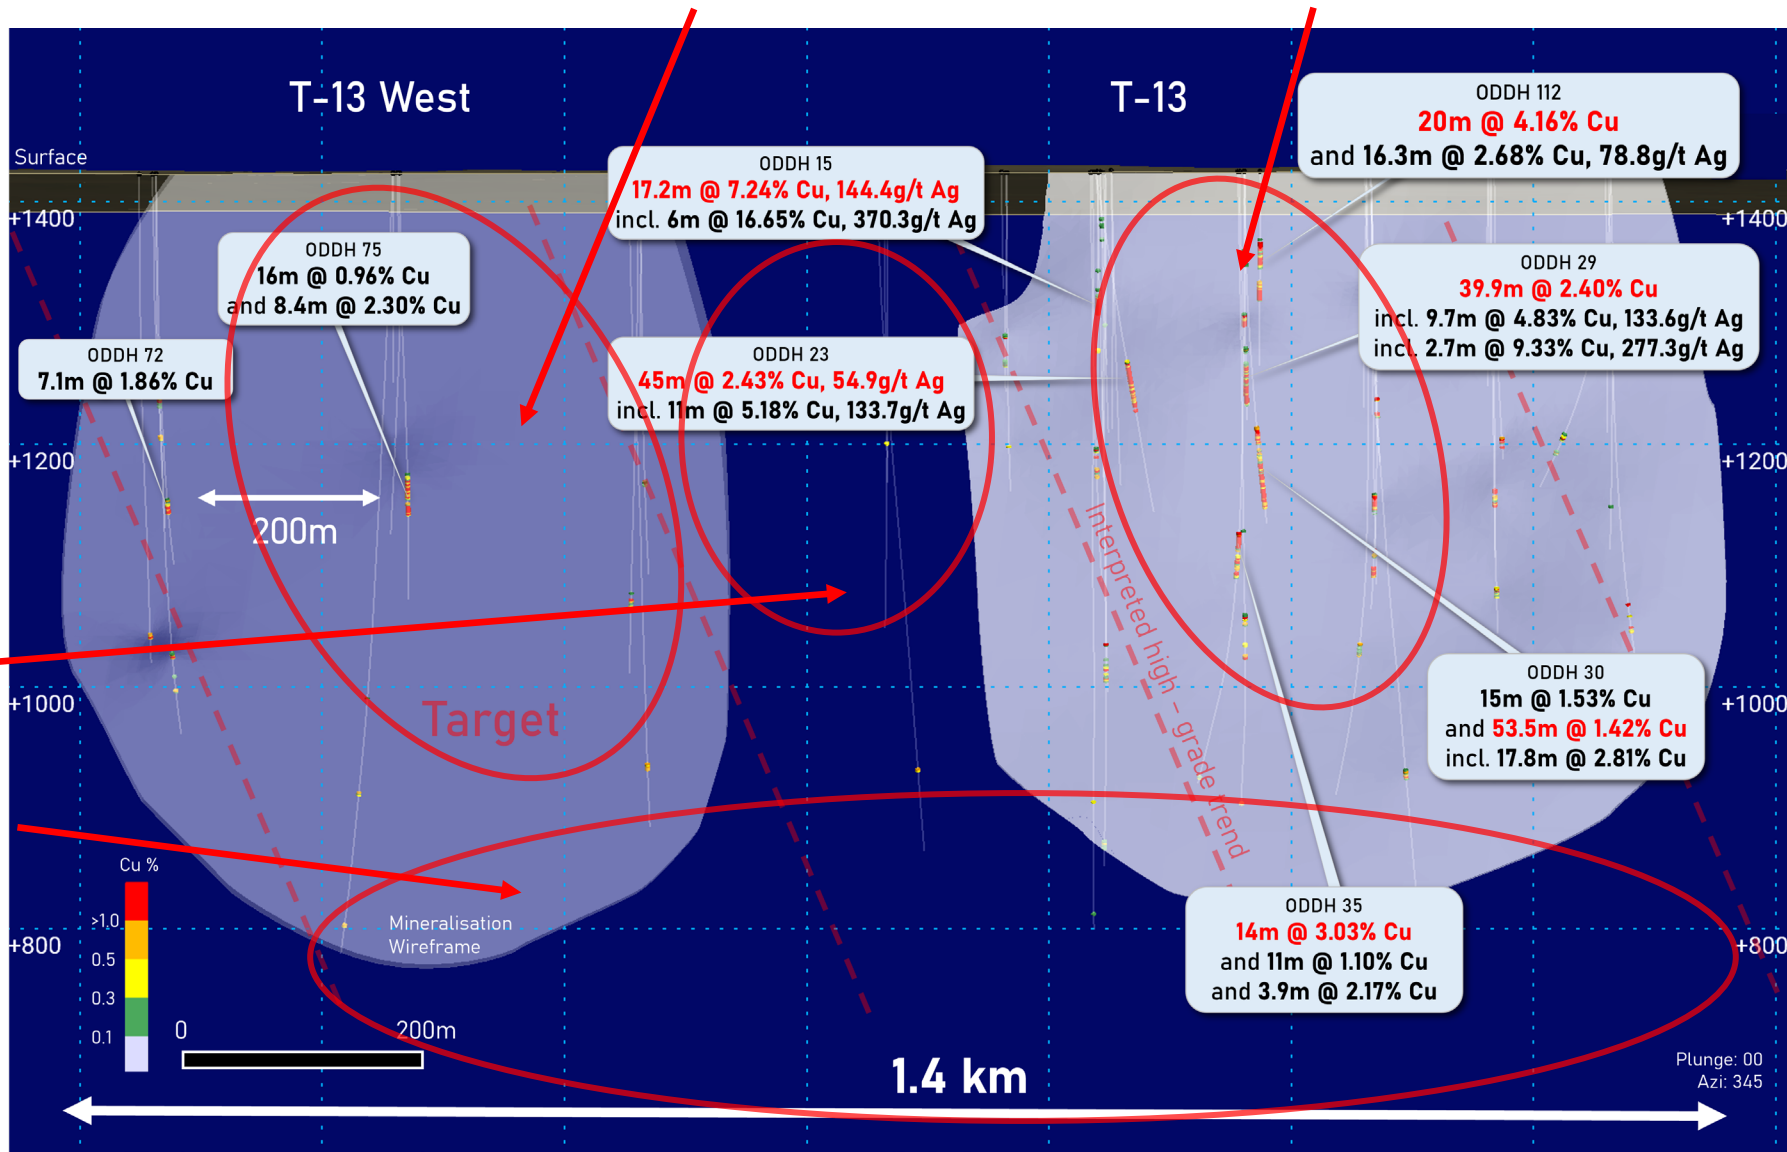 T-13 West
T-13
Surface
ODDH 112
20m @ 4.16% Cu
and 16.3m @ 2.68% Cu, 78.8g/t Ag
ODDH 15
17.2m @ 7.24% Cu, 144.4g/t Ag
incl. 6m @ 16.65% Cu, 370.3g/t Ag
+1400
+1400
ODDH 75
16m @ 0.96% Cu
and 8.4m @ 2.30% Cu
ODDH 29
39.9m @ 2.40% Cu
incl. 9.7m @ 4.83% Cu, 133.6g/t Ag
incl. 2.7m @ 9.33% Cu, 277.3g/t Ag
ODDH 72
7.1m @ 1.86% Cu
ODDH 23
45m @ 2.43% Cu, 54.9g/t Ag
incl. 11m @ 5.18% Cu, 133.7g/t Ag
+1200
+1200
200m
Interpreted high - grade trend
+1000
+1000
Target
ODDH 30
15m @ 1.53% Cu
and 53.5m @ 1.42% Cu
incl. 17.8m @ 2.81% Cu
Cu %
>1.0
0.5
0.3
0.1
Mineralisation
Wireframe
+800
+800
ODDH 35
14m @ 3.03% Cu
and 11m @ 1.10% Cu
and 3.9m @ 2.17% Cu
0
200m
1.4 km
Plunge: 00
Azi: 345